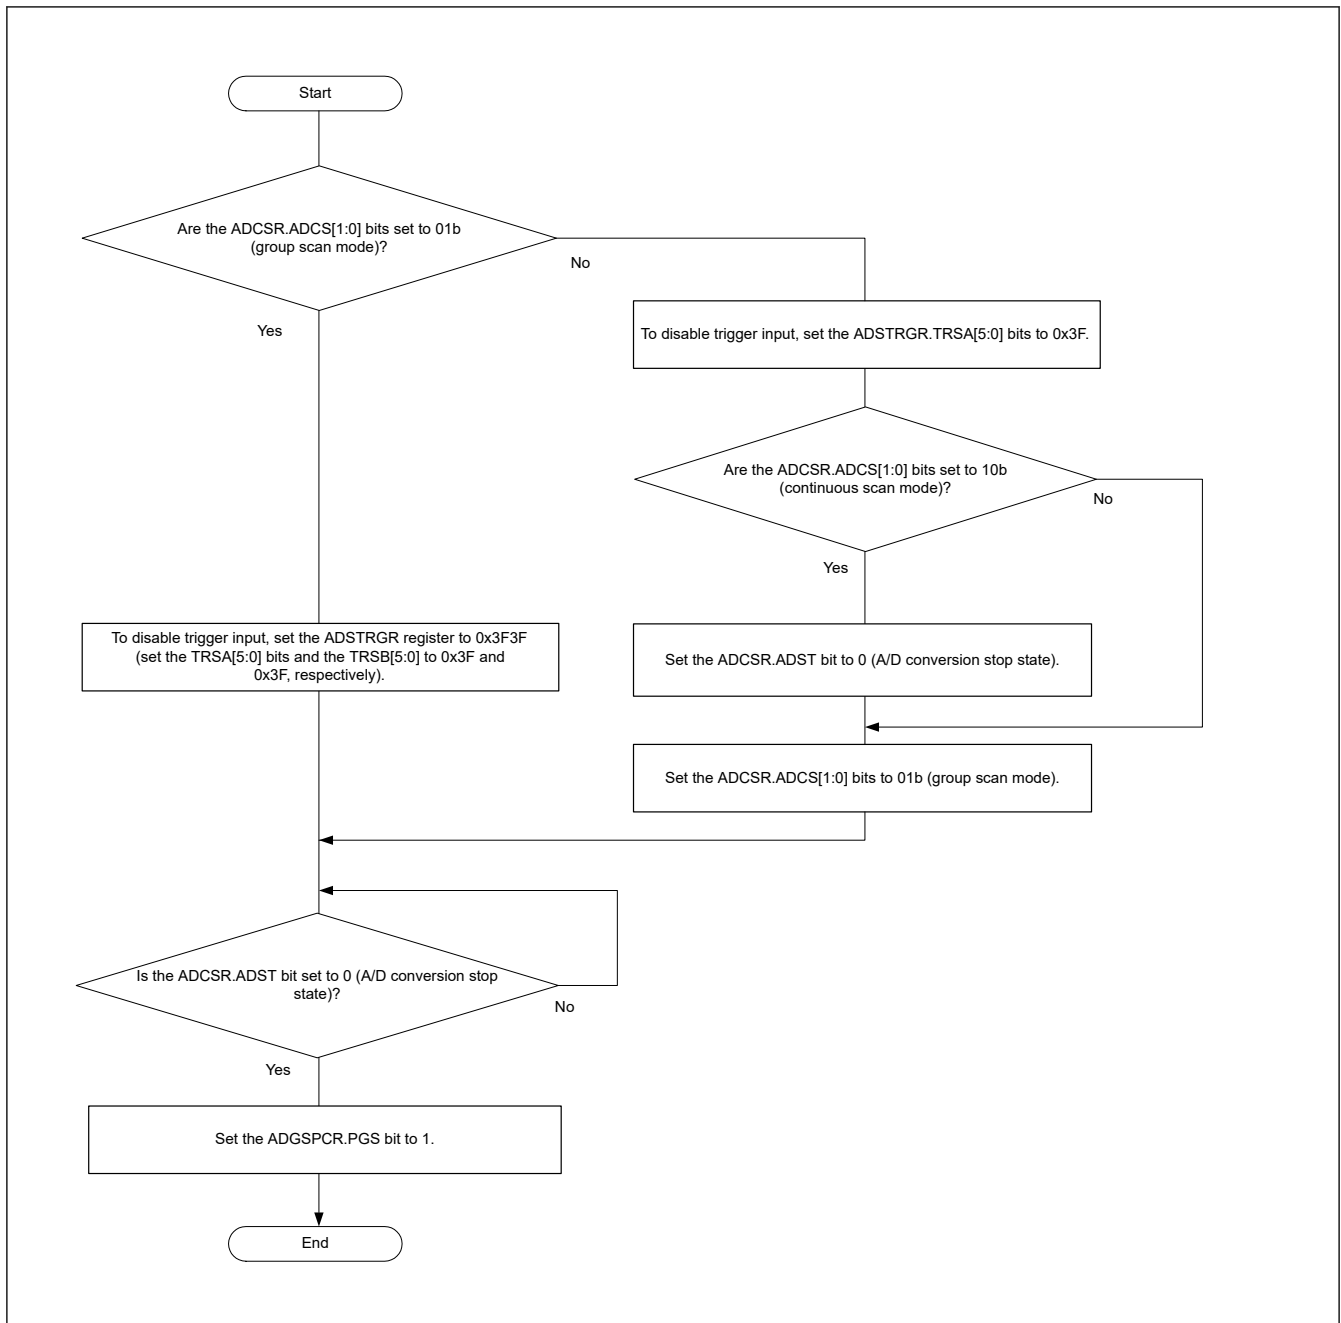 Start
Are the ADCSR.ADCS[1:0] bits set to 01b
(group scan mode)?
No
Yes
To disable trigger input, set the ADSTRGR.TRSA[5:0] bits to 0x3F.
Are the ADCSR.ADCS[1:0] bits set to 10b
(continuous scan mode)?
No
Yes
To disable trigger input, set the ADSTRGR register to 0x3F3F
(set the TRSA[5:0] bits and the TRSB[5:0] to 0x3F and
0x3F, respectively).
Set the ADCSR.ADST bit to 0 (A/D conversion stop state).
Set the ADCSR.ADCS[1:0] bits to 01b (group scan mode).
Is the ADCSR.ADST bit set to 0 (A/D conversion stop
state)?
No
Yes
Set the ADGSPCR.PGS bit to 1.
End